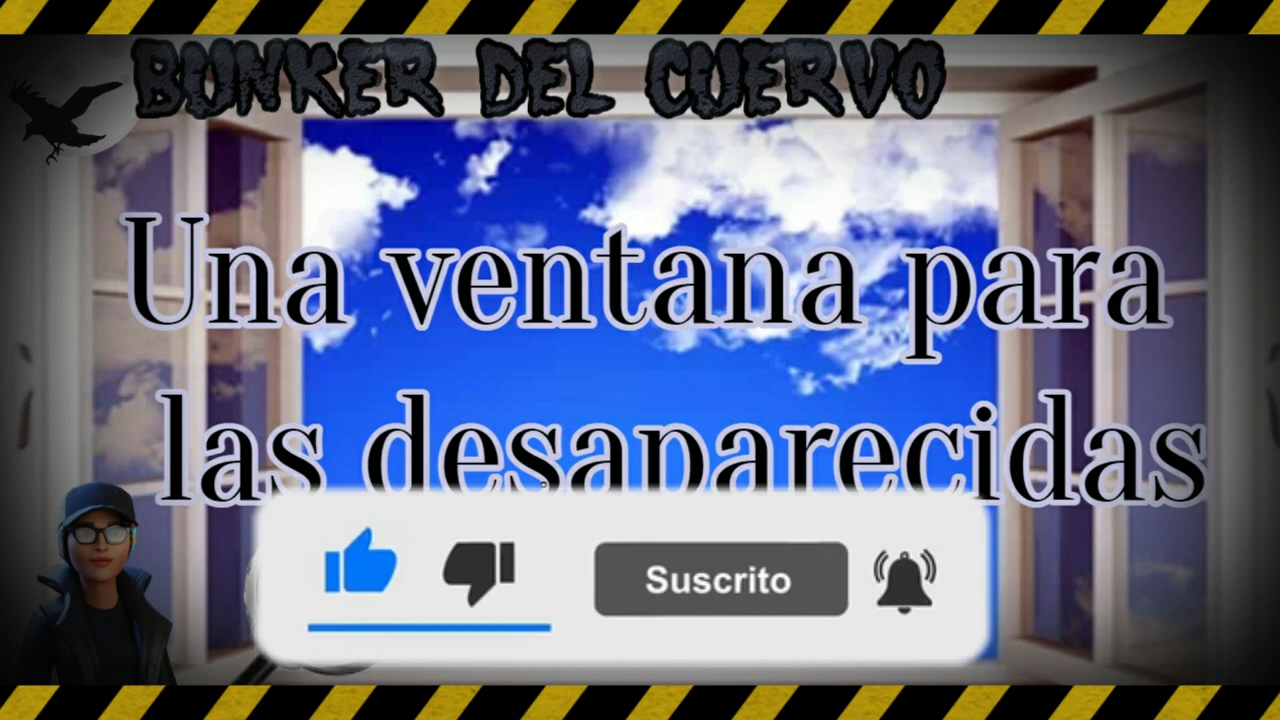 BUNKER DEL CUERVO
Una ventana para
las desaparecidas
Suscrito